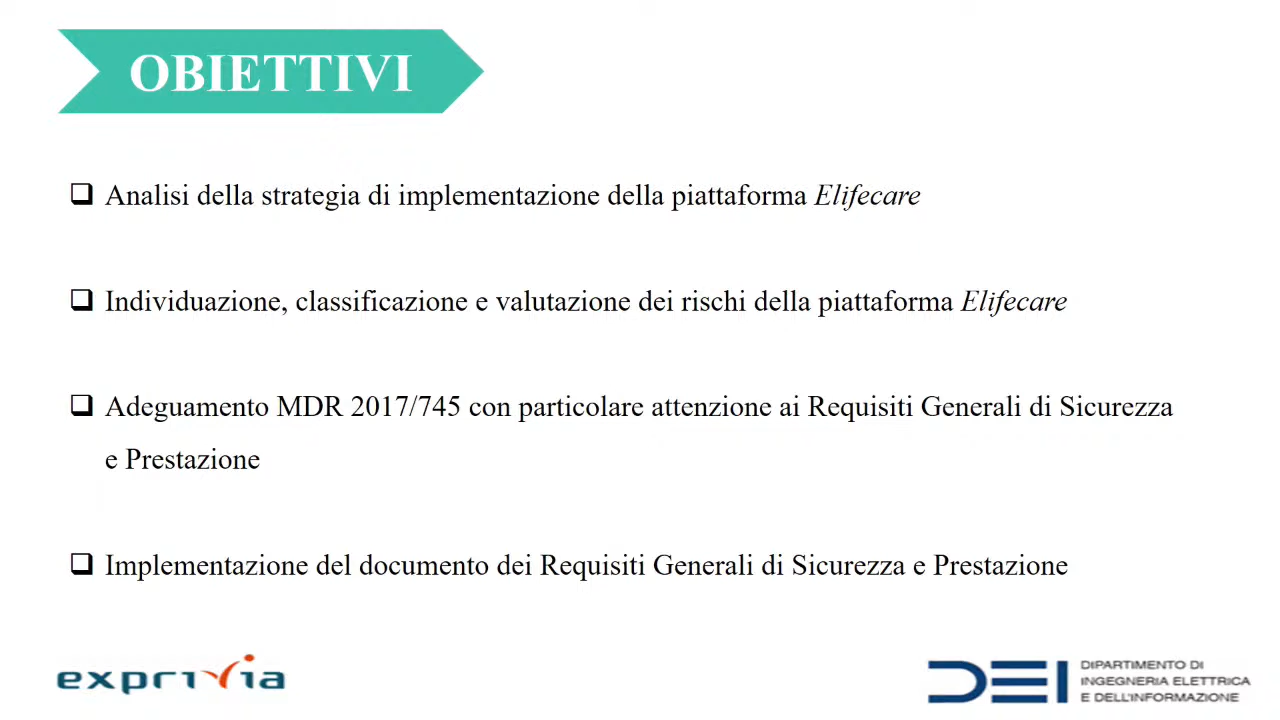 OBIETTIVI
Analisi della strategia di implementazione della piattaforma Elifecare
Individuazione, classificazione e valutazione dei rischi della piattaforma Elifecare
Adeguamento MDR 2017/745 con particolare attenzione ai Requisiti Generali di Sicurezza
e Prestazione
Implementazione del documento dei Requisiti Generali di Sicurezza e Prestazione
exprivia
DEI
DIPARTIMENTO DI
INGEGNERIA ELETTRICA
E DELL'INFORMAZIONE